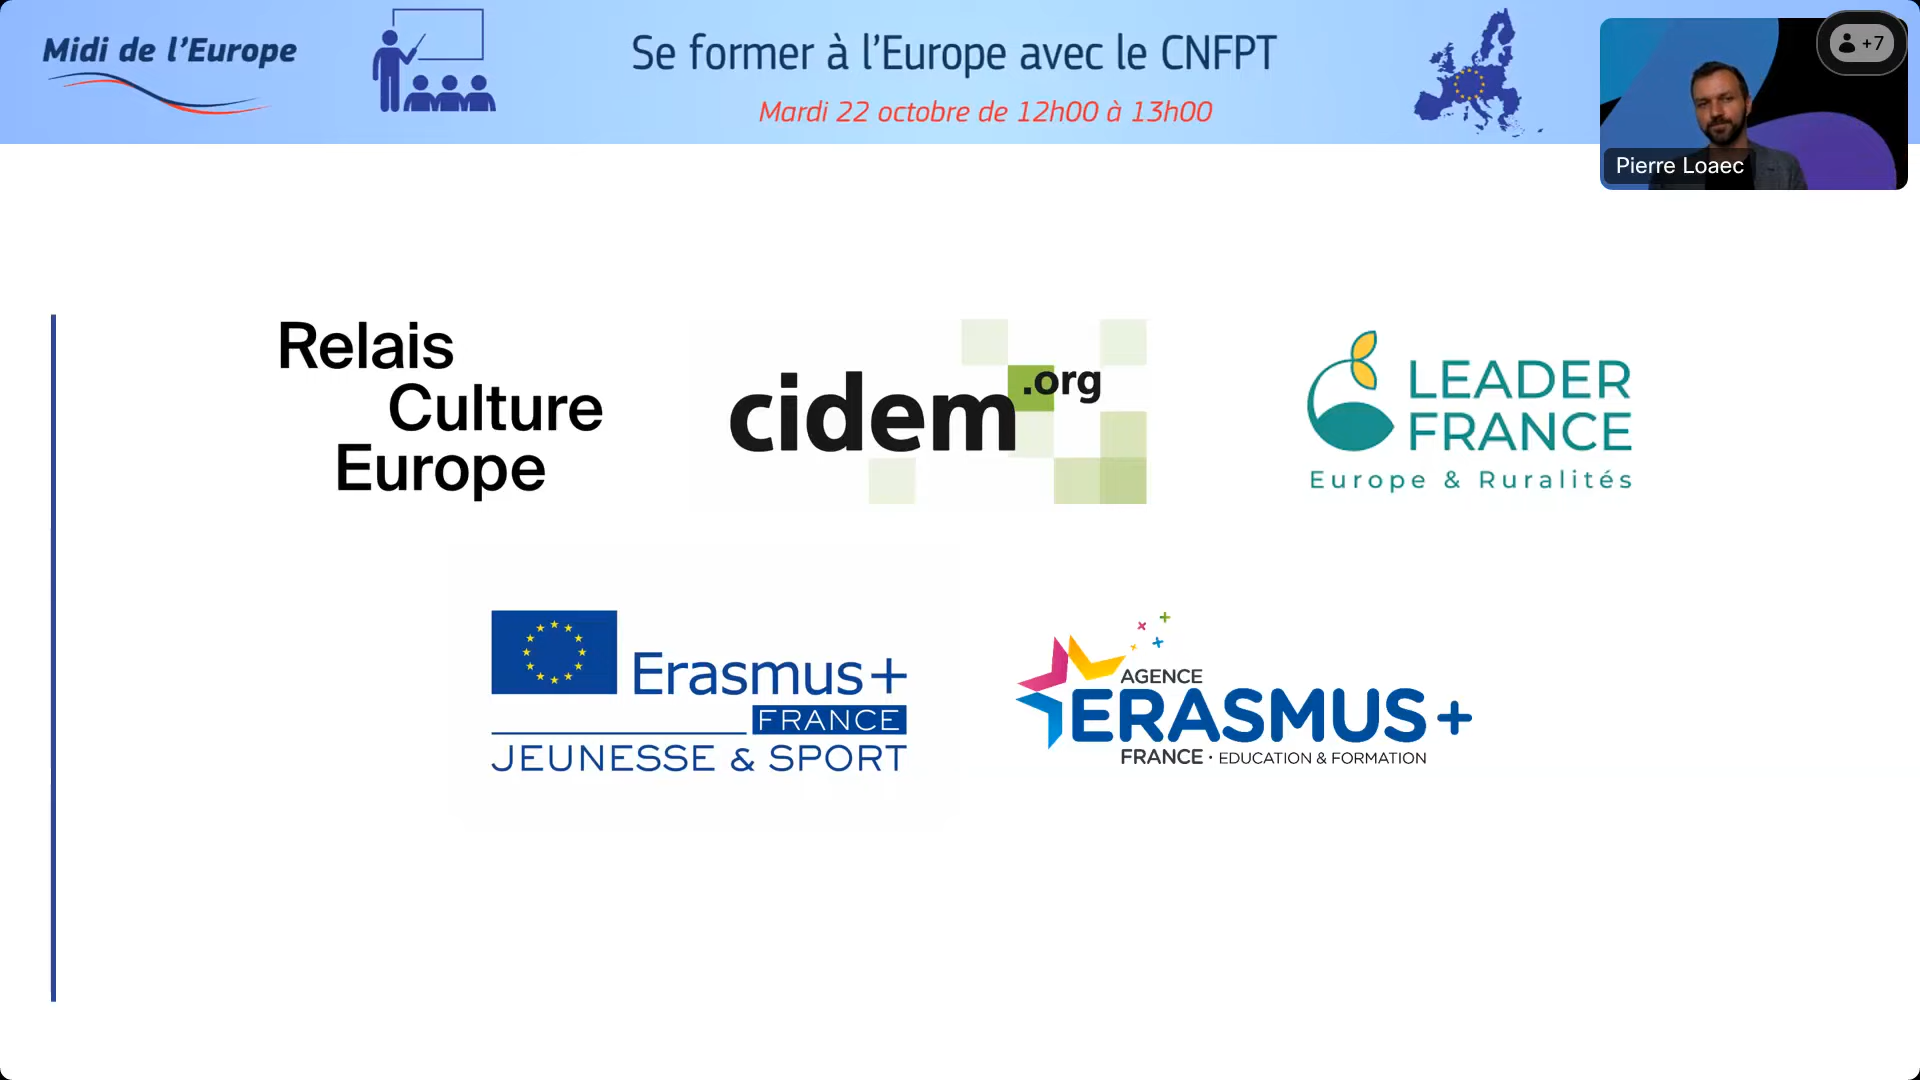 Midi de l'Europe
Se former à l'Europe avec le CNFPT
Mardi 22 octobre de 12h00 à 13h00
+7
Pierre Loaec
Relais
Culture
Europe
cidem.org
LEADER
FRANCE
Europe & Ruralités
Erasmus+
FRANCE
JEUNESSE & SPORT
AGENCE
ERASMUS+
FRANCE · EDUCATION & FORMATION